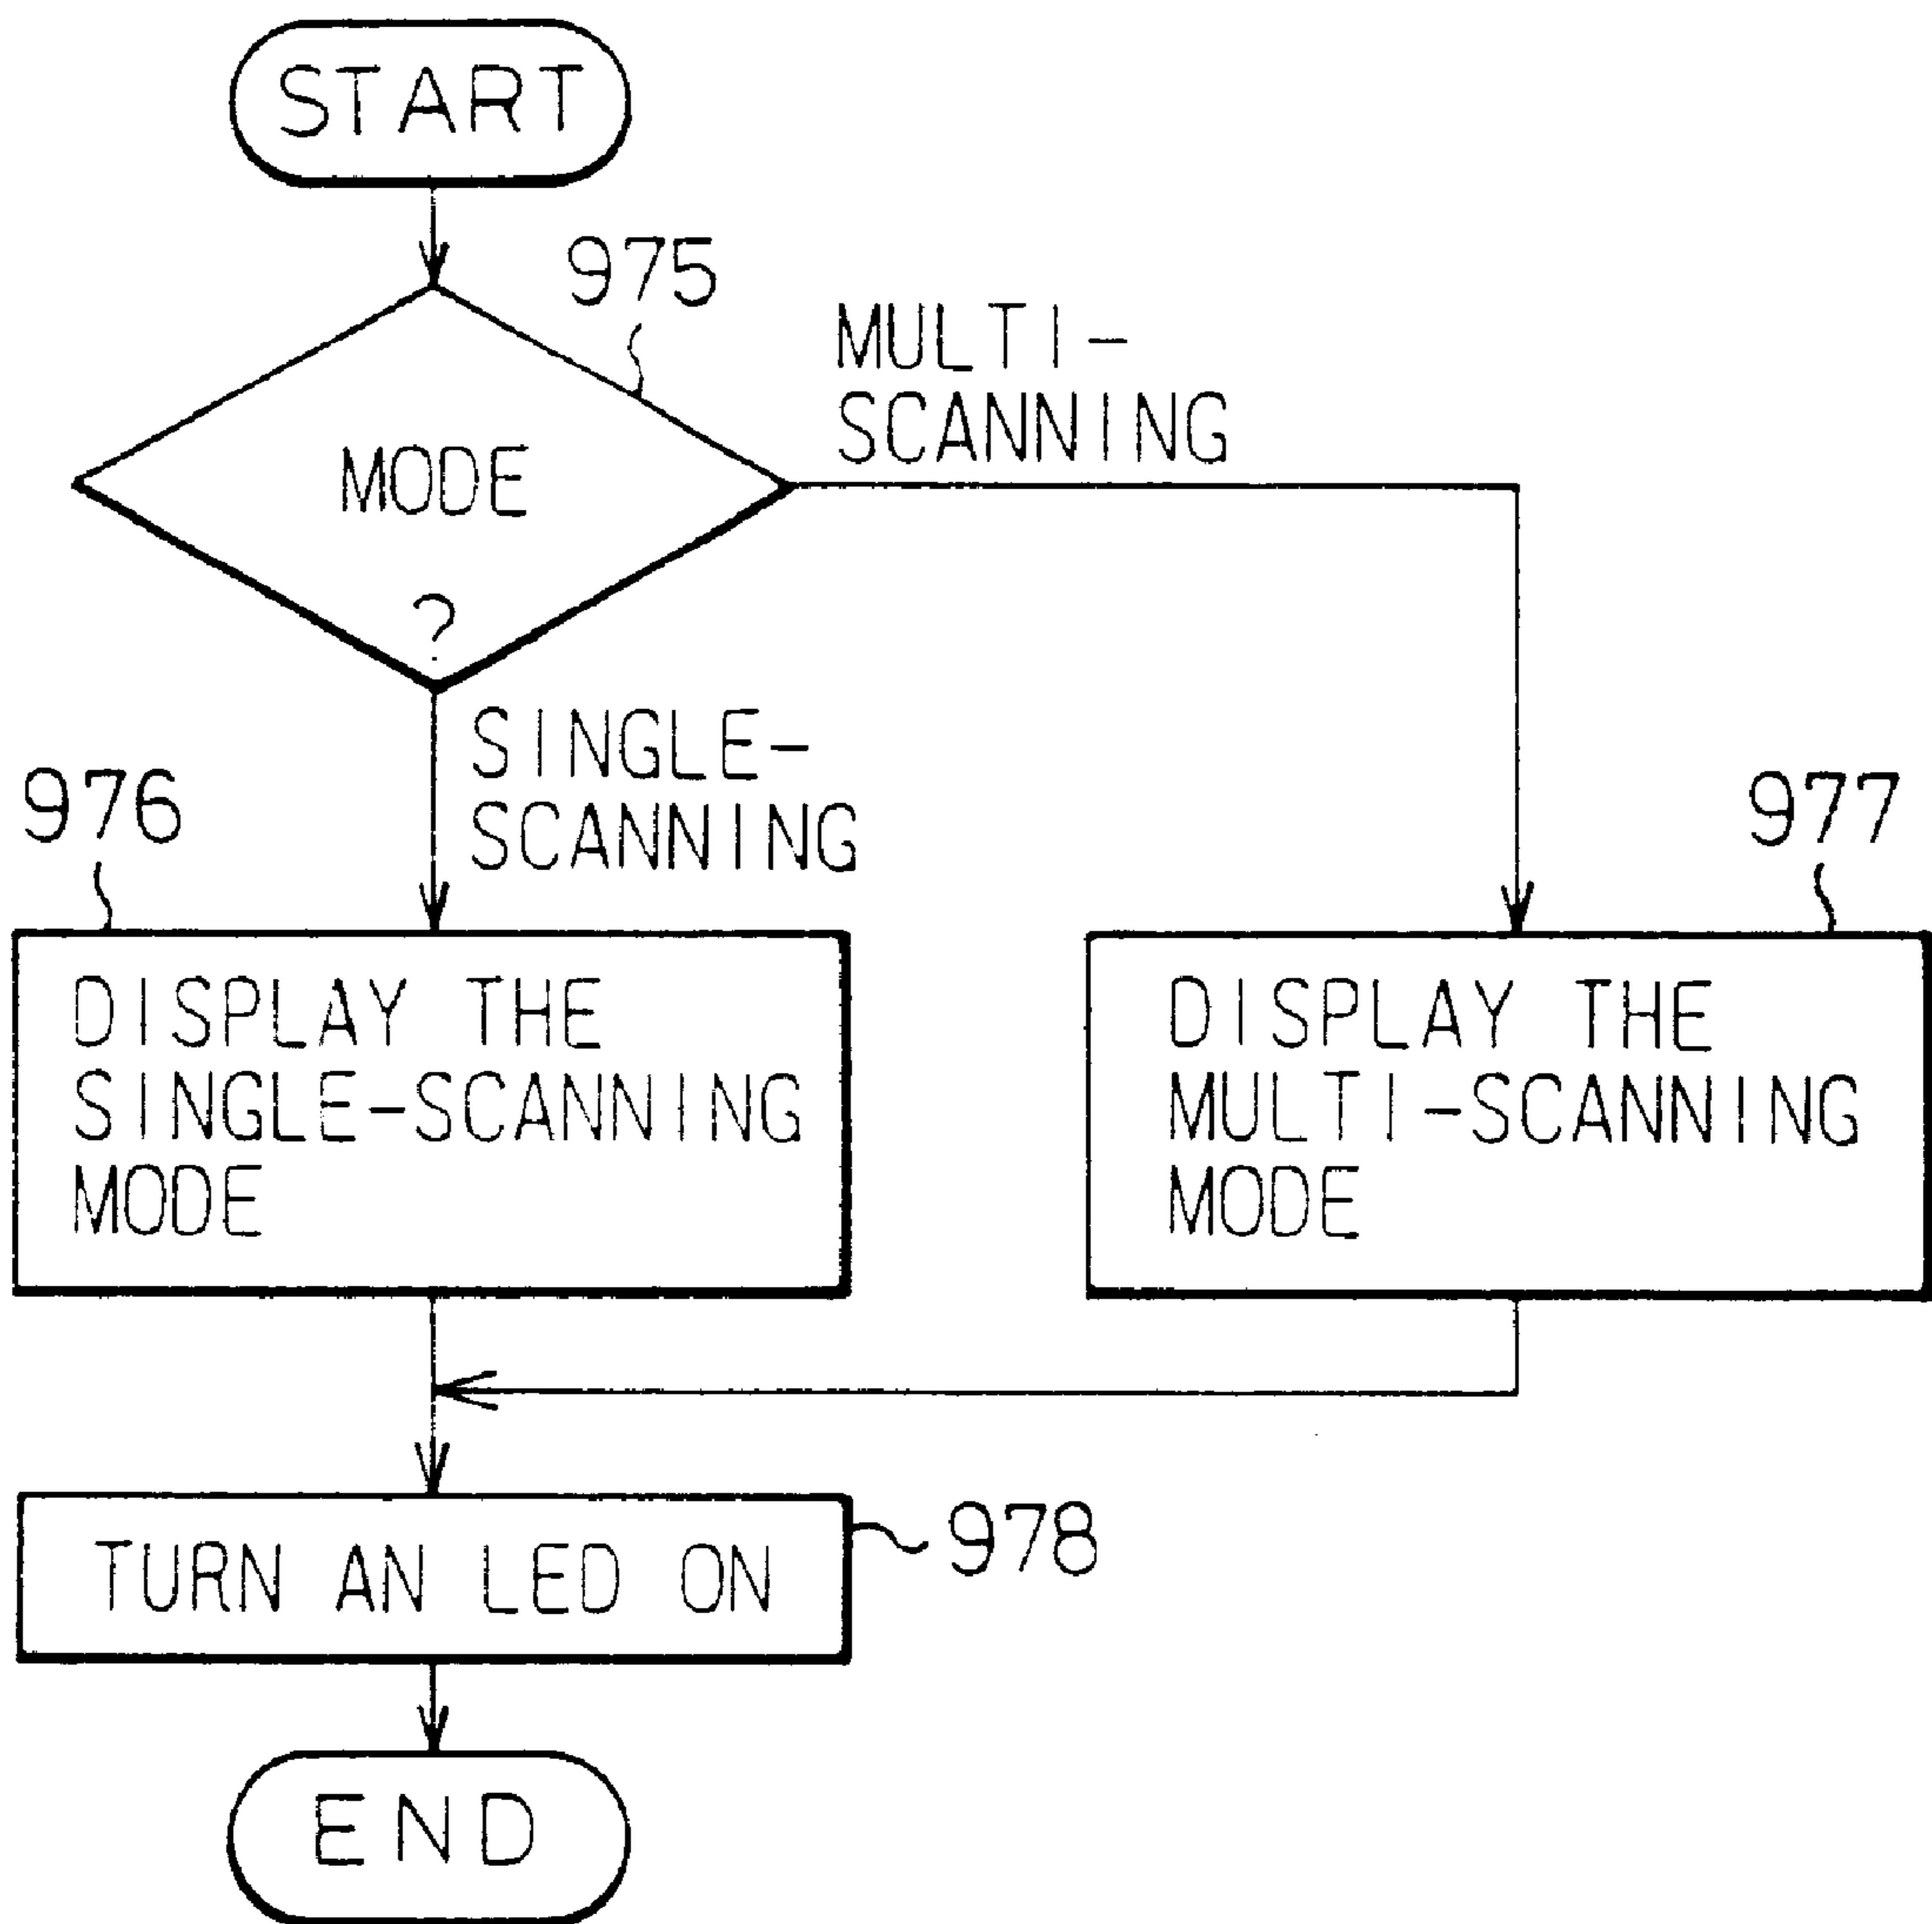 START
975
MULTI-
SCANNING
MODE
?
SINGLE-
SCANNING
976
977
DISPLAY THE
SINGLE-SCANNING
MODE
DISPLAY THE
MULTI-SCANNING
MODE
TURN AN LED ON
978
END